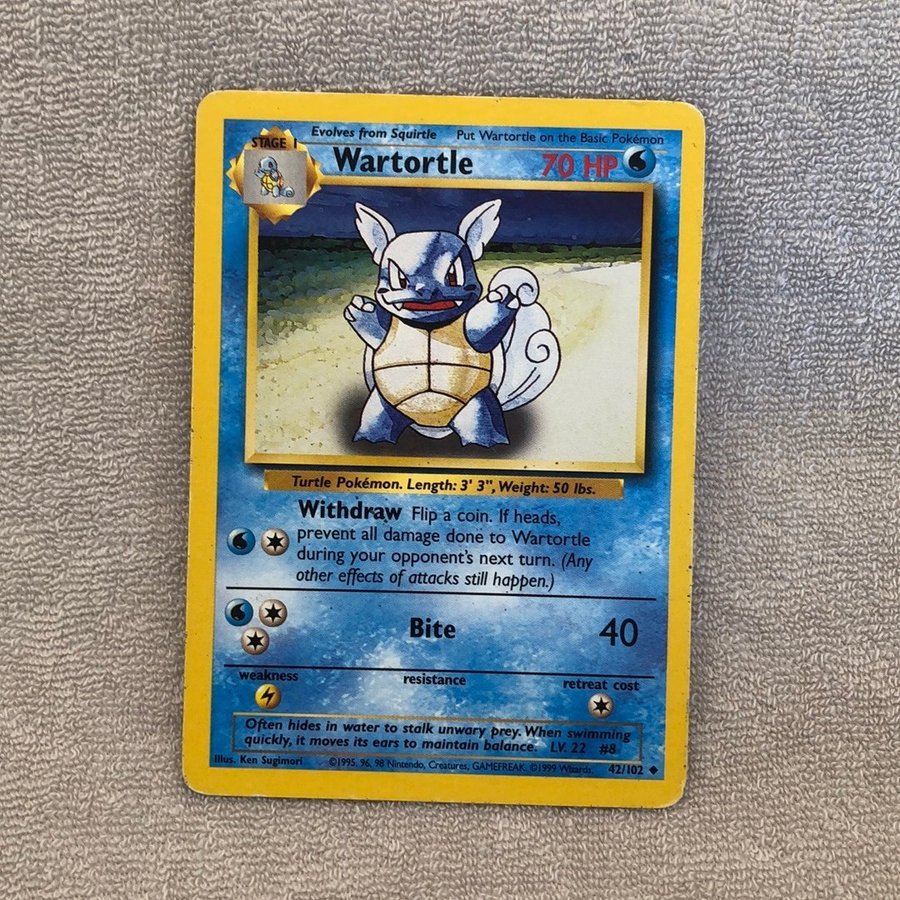 Evolves from Squirtle Put Wartortle on the Basic Pokémon
STAGE 1
Wartortle 70 HP
Turtle Pokémon. Length: 3' 3", Weight: 50 lbs.
Withdraw Flip a coin. If heads,
prevent all damage done to Wartortle
during your opponent's next turn. (Any
other effects of attacks still happen.)
Bite 40
weakness resistance retreat cost
Often hides in water to stalk unwary prey. When swimming
quickly, it moves its ears to maintain balance. LV. 22 #8
Illus. Ken Sugimori ©1995, 96, 98 Nintendo, Creatures, GAMEFREAK. ©1999 Wizards. 42/102